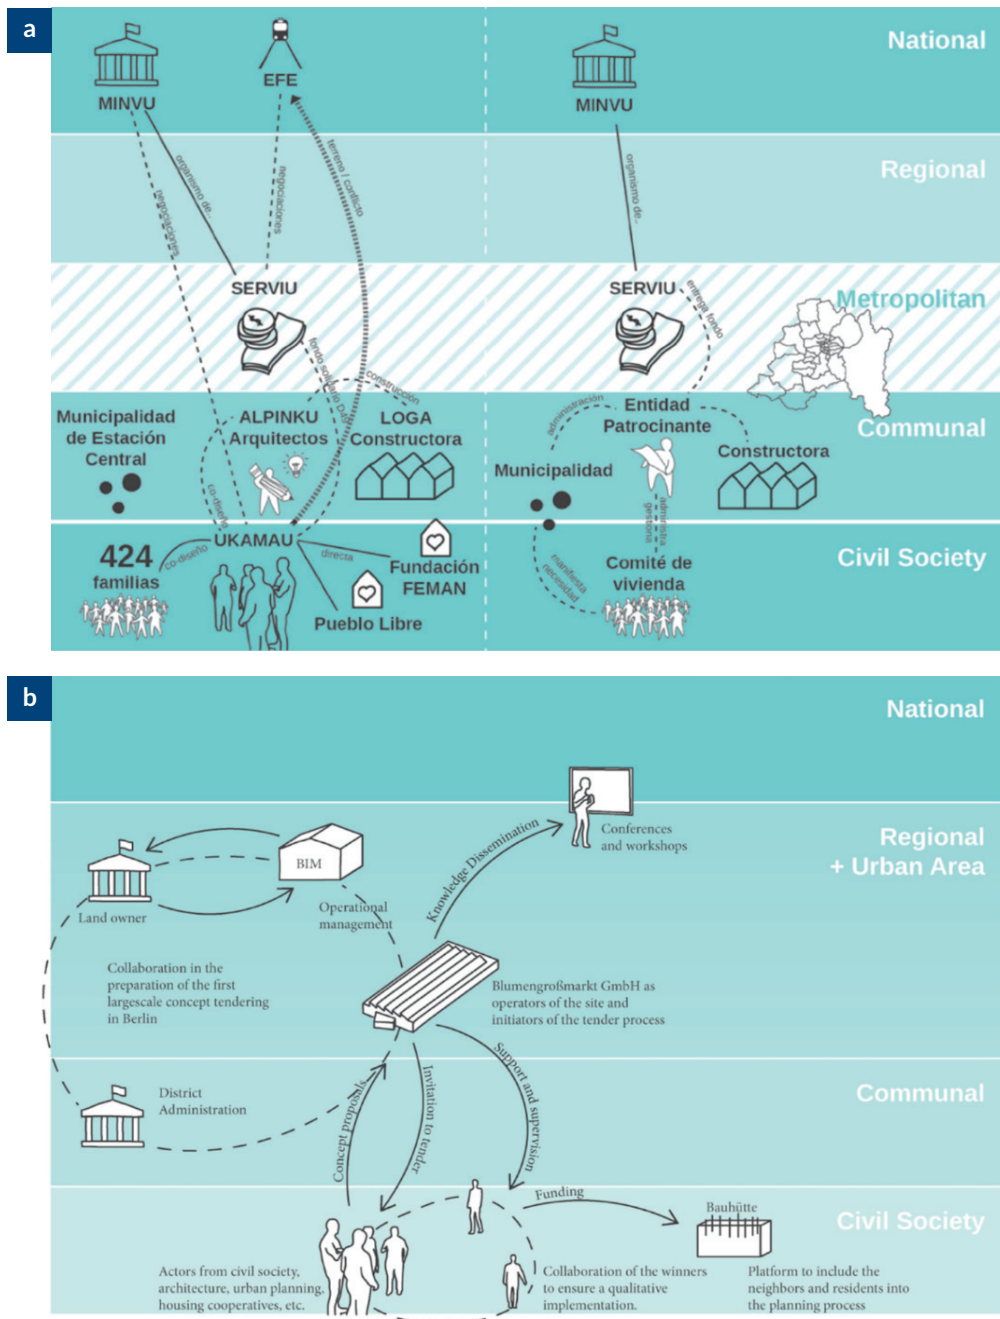 a
National
MINVU
EFE
MINVU
Regional
organismo de..
negociaciones
negociaciones
terreno / conflicto
organismo de..
Metropolitan
SERVIU
SERVIU
entrega fondo
fondo solidario
construcción
Communal
Municipalidad
de Estación
Central
ALPINKU
Arquitectos
LOGA
Constructora
administración
Entidad
Patrocinante
Municipalidad
Constructora
co-diseño
gestiona
administra
Civil Society
424
familias
co-diseño
UKAMAU
directa
Fundación
FEMAN
Pueblo Libre
manifiesta
necesidad
Comité de
vivienda
b
National
Regional
+ Urban Area
Conferences
and workshops
Knowledge Dissemination
BIM
Land owner
Operational
management
Collaboration in the
preparation of the first
largescale concept tendering
in Berlin
Blumengroßmarkt GmbH as
operators of the site and
initiators of the tender process
Communal
District
Administration
Concept proposals
Invitation to tender
Support and supervision
Civil Society
Funding
Bauhütte
Actors from civil society,
architecture, urban planning,
housing cooperatives, etc.
Collaboration of the winners
to ensure a qualitative
implementation.
Platform to include the
neighbors and residents into
the planning process